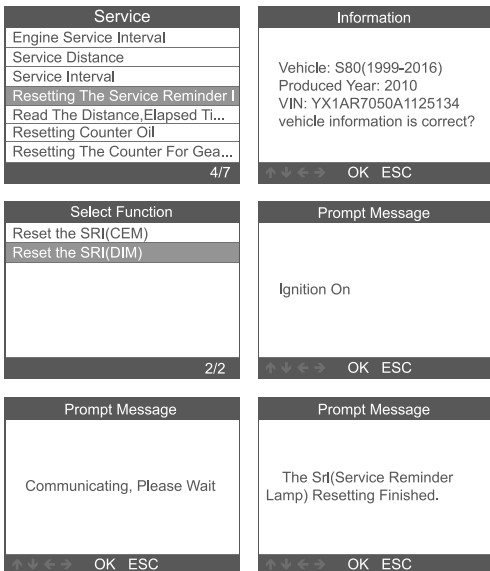 Service
Engine Service Interval
Service Distance
Service Interval
Resetting The Service Reminder I
Read The Distance,Elapsed Ti...
Resetting Counter Oil
Resetting The Counter For Gea...
4/7
Information
Vehicle: S80(1999-2016)
Produced Year: 2010
VIN: YX1AR7050A1125134
vehicle information is correct?
OK ESC
Select Function
Reset the SRI(CEM)
Reset the SRI(DIM)
2/2
Prompt Message
Ignition On
OK ESC
Prompt Message
Communicating, Please Wait
OK ESC
Prompt Message
The SrI(Service Reminder
Lamp) Resetting Finished.
OK ESC